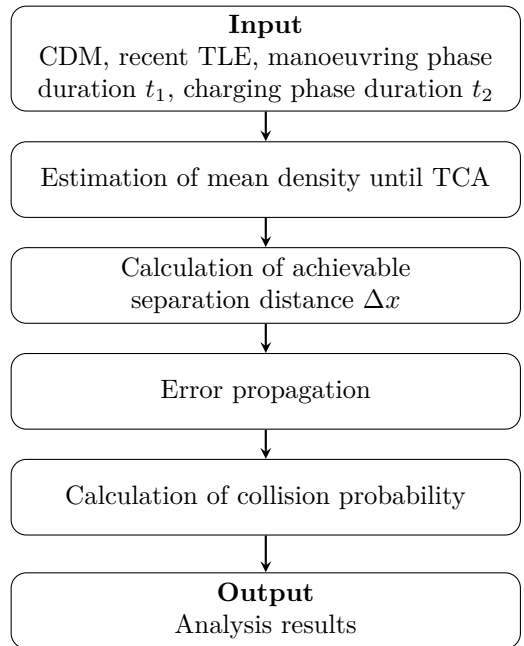 Input
CDM, recent TLE, manoeuvring phase
duration t₁, charging phase duration t₂
Estimation of mean density until TCA
Calculation of achievable
separation distance Δx
Error propagation
Calculation of collision probability
Output
Analysis results